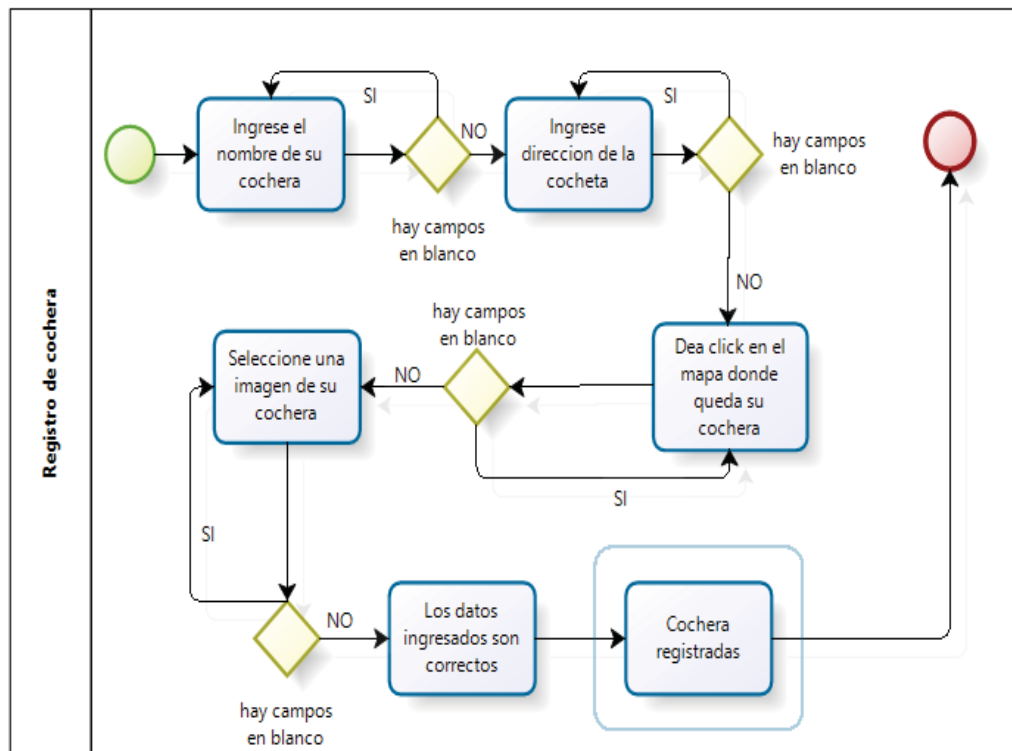 Registro de cochera
SI
Ingrese el
nombre de su
cochera
NO
hay campos
en blanco
SI
Ingrese
direccion de la
cocheta
hay campos
en blanco
NO
Dea click en el
mapa donde
queda su
cochera
hay campos
en blanco
NO
SI
Seleccione una
imagen de su
cochera
SI
hay campos
en blanco
NO
Los datos
ingresados son
correctos
Cochera
registradas